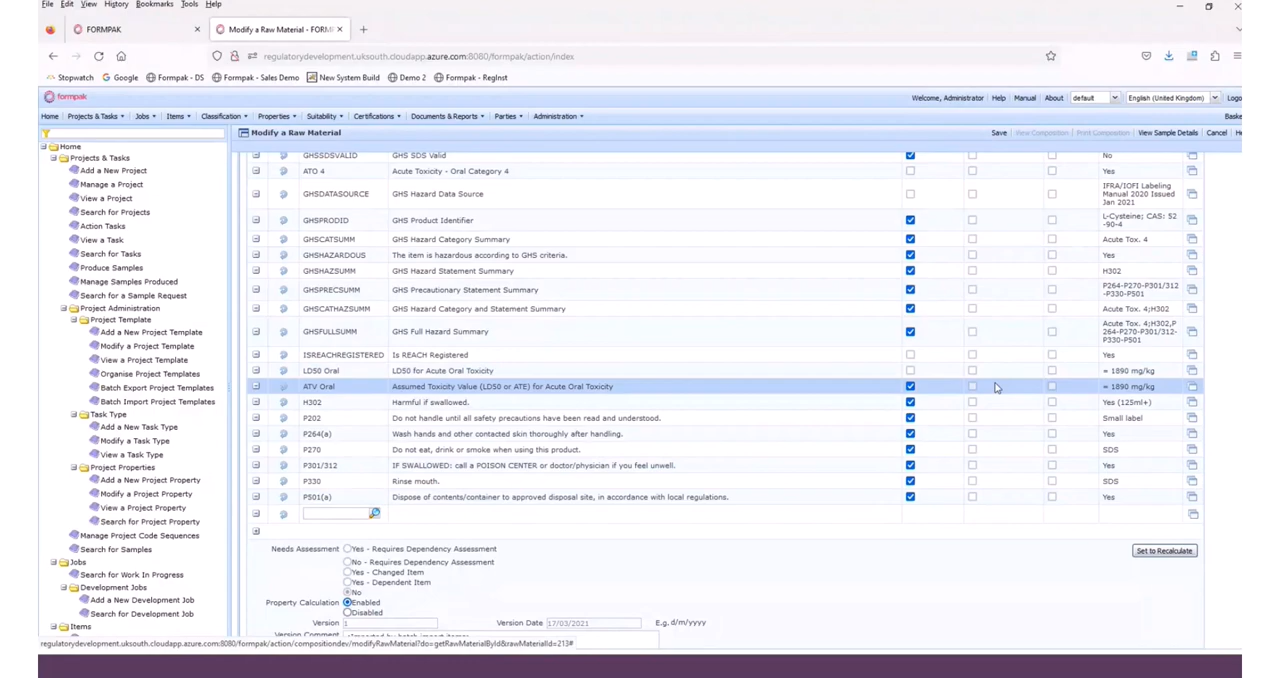 File Edit View History Bookmarks Tools Help
FORMPAK × Modify a Raw Material - FORM × +
regulatorydevelopment.uksouth.cloudapp.azure.com:8080/formpak/action/index
Stopwatch Google Formpak - DS Formpak - Sales Demo New System Build Demo 2 Formpak - RegInst
formpak Welcome, Administrator Help Manual About default English (United Kingdom) Logo
Home Projects & Tasks Jobs Items Classification Properties Suitability Certifications Documents & Reports Parties Administration Baske
Modify a Raw Material Save View Composition Print Composition View Sample Details Cancel He
Home
Projects & Tasks
Add a New Project
Manage a Project
View a Project
Search for Projects
Action Tasks
View a Task
Search for Tasks
Produce Samples
Manage Samples Produced
Search for a Sample Request
Project Administration
Project Template
Add a New Project Template
Modify a Project Template
View a Project Template
Organise Project Templates
Batch Export Project Templates
Batch Import Project Templates
Task Type
Add a New Task Type
Modify a Task Type
View a Task Type
Project Properties
Add a New Project Property
Modify a Project Property
View a Project Property
Search for Project Property
Manage Project Code Sequences
Search for Samples
Jobs
Search for Work In Progress
Development Jobs
Add a New Development Job
Search for Development Job
Items
GHSSDSVALID GHS SDS Valid No
ATO 4 Acute Toxicity - Oral Category 4 Yes
GHSDATASOURCE GHS Hazard Data Source IFRA/IOFI Labeling
Manual 2020 Issued
Jan 2021
GHSPRODID GHS Product Identifier L-Cysteine; CAS: 52
-90-4
GHSCATSUMM GHS Hazard Category Summary Acute Tox. 4
GHSHAZARDOUS The item is hazardous according to GHS criteria. Yes
GHSHAZSUMM GHS Hazard Statement Summary H302
GHSPRECSUMM GHS Precautionary Statement Summary P264-P270-P301/312
-P330-P501
GHSCATHAZSUMM GHS Hazard Category and Statement Summary Acute Tox. 4;H302
GHSFULLSUMM GHS Full Hazard Summary Acute Tox. 4;H302,P
264-P270-P301/312-
P330-P501
ISREACHREGISTERED Is REACH Registered Yes
LD50 Oral LD50 for Acute Oral Toxicity = 1890 mg/kg
ATV Oral Assumed Toxicity Value (LD50 or ATE) for Acute Oral Toxicity = 1890 mg/kg
H302 Harmful if swallowed. Yes (125ml+)
P202 Do not handle until all safety precautions have been read and understood. Small label
P264(a) Wash hands and other contacted skin thoroughly after handling. Yes
P270 Do not eat, drink or smoke when using this product. SDS
P301/312 IF SWALLOWED: call a POISON CENTER or doctor/physician if you feel unwell. Yes
P330 Rinse mouth. SDS
P501(a) Dispose of contents/container to approved disposal site, in accordance with local regulations. Yes
Needs Assessment Yes - Requires Dependency Assessment Set to Recalculate
No - Requires Dependency Assessment
Yes - Changed Item
Yes - Dependent Item
No
Property Calculation Enabled
Disabled
Version 1 Version Date 17/03/2021 E.g. d/m/yyyy
Version Comment
regulatorydevelopment.uksouth.cloudapp.azure.com:8080/formpak/action/compositiondev/modifyRawMaterial?do=getRawMaterialById&rawMaterialId=213#